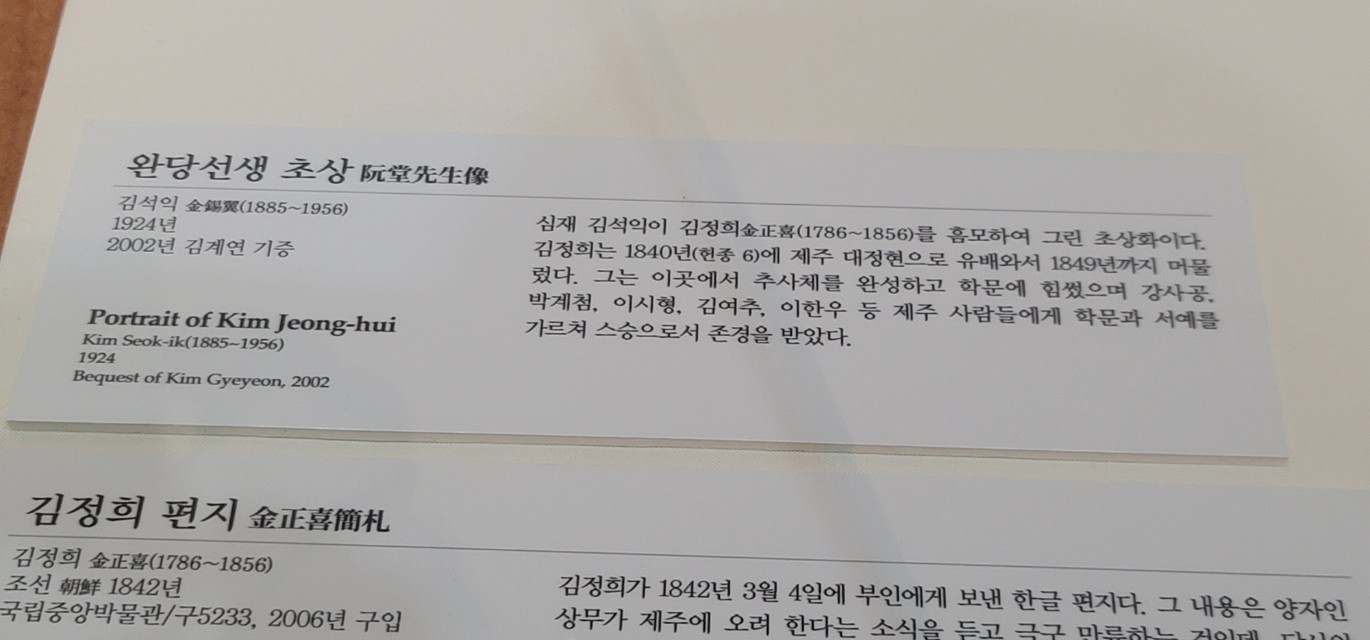 완당선생 초상 阮堂先生像
김석익 金錫翼(1885~1956)
1924년
2002년 김계연 기증
Portrait of Kim Jeong-hui
Kim Seok-ik(1885~1956)
1924
Bequest of Kim Gyeyeon, 2002
심재 김석익이 김정희金正喜(1786~1856)를 흠모하여 그린 초상화이다.
김정희는 1840년(헌종 6)에 제주 대정현으로 유배와서 1849년까지 머물
렀다. 그는 이곳에서 추사체를 완성하고 학문에 힘썼으며 강사공,
박계첨, 이시형, 김여추, 이한우 등 제주 사람들에게 학문과 서예를
가르쳐 스승으로서 존경을 받았다.
김정희 편지 金正喜簡札
김정희 金正喜(1786~1856)
조선 朝鮮 1842년
국립중앙박물관/구5233, 2006년 구입
김정희가 1842년 3월 4일에 부인에게 보낸 한글 편지다. 그 내용은 양자인
상무가 제주에 오려 한다는 소식을 듣고 극구 만류하는 것인데